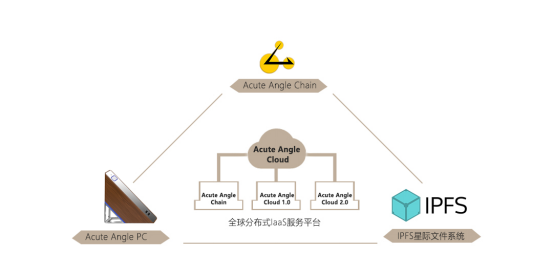 Acute Angle Chain
Acute Angle
Cloud
Acute Angle
Chain
Acute Angle
Cloud 1.0
Acute Angle
Cloud 2.0
全球分布式IaaS服务平台
IPFS
Acute Angle PC
IPFS星际文件系统